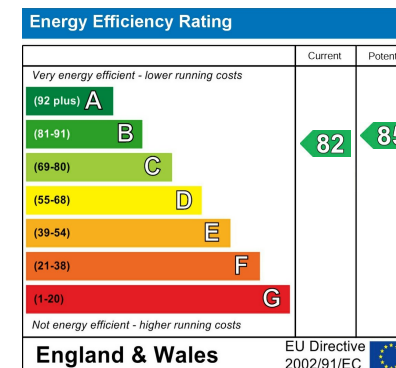 Energy Efficiency Rating
Current
Very energy efficient - lower running costs
(92 plus) A
(81-91) B
82
(69-80) C
(55-68) D
(39-54) E
(21-38) F
(1-20) G
Not energy efficient - higher running costs
England & Wales
EU Directive
2002/91/EC